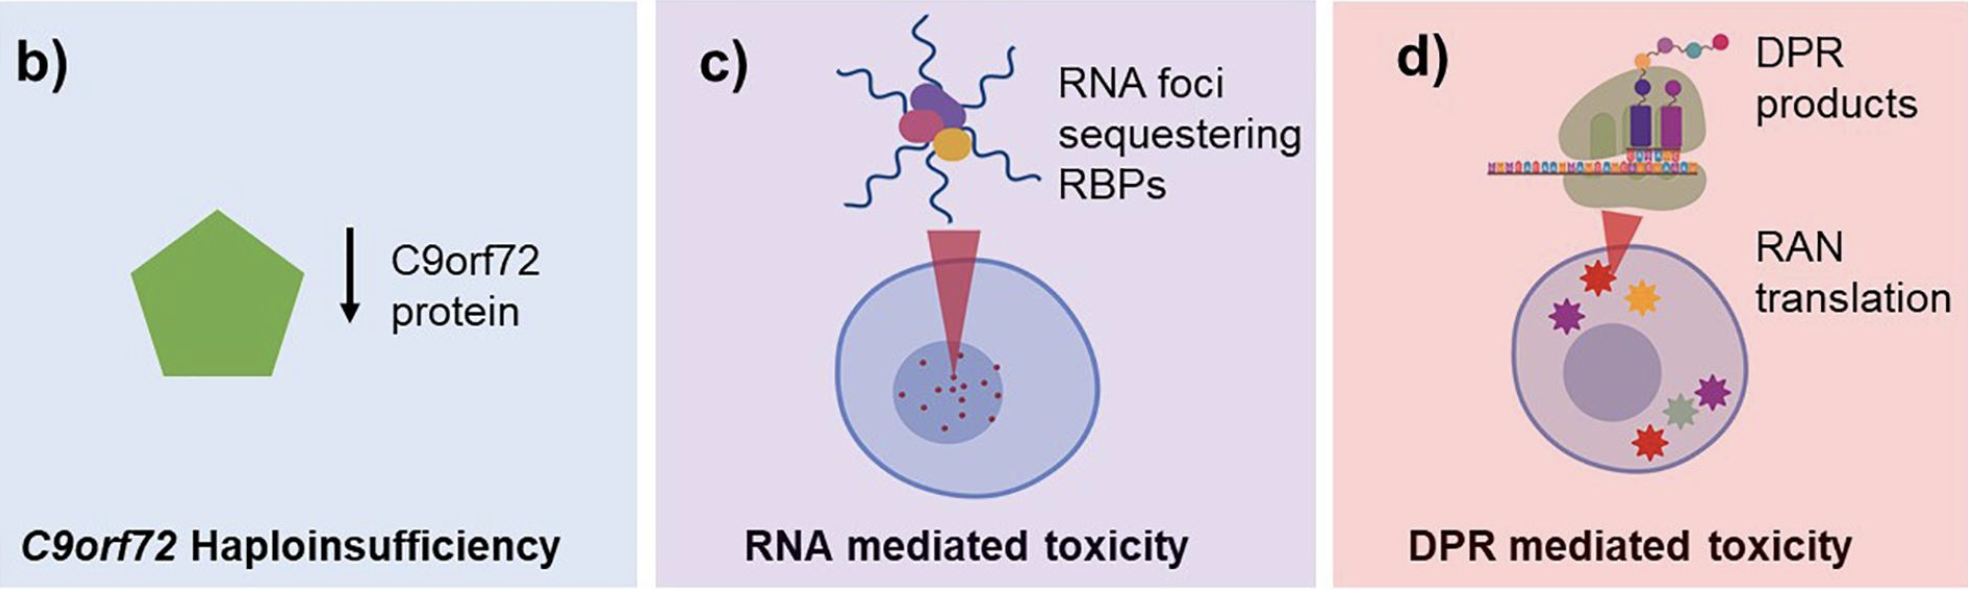 b)
C9orf72
protein
C9orf72 Haploinsufficiency
c)
RNA foci
sequestering
RBPs
RNA mediated toxicity
d)
DPR
products
RAN
translation
DPR mediated toxicity